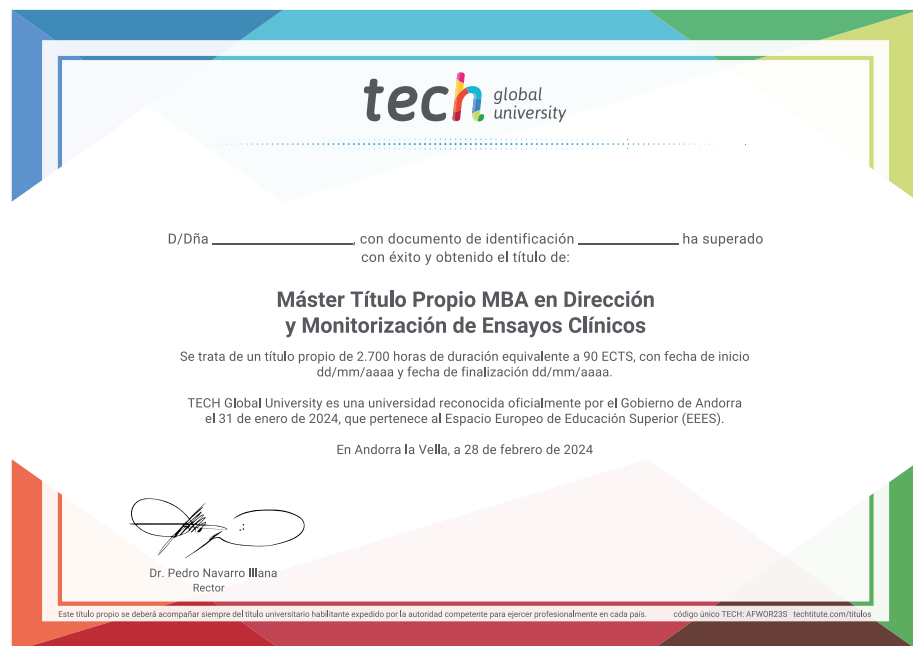 tech global university
D/Dña ____________________, con documento de identificación ______________ ha superado
con éxito y obtenido el título de:
Máster Título Propio MBA en Dirección
y Monitorización de Ensayos Clínicos
Se trata de un título propio de 2.700 horas de duración equivalente a 90 ECTS, con fecha de inicio
dd/mm/aaaa y fecha de finalización dd/mm/aaaa.
TECH Global University es una universidad reconocida oficialmente por el Gobierno de Andorra
el 31 de enero de 2024, que pertenece al Espacio Europeo de Educación Superior (EEES).
En Andorra la Vella, a 28 de febrero de 2024
Dr. Pedro Navarro Illana
Rector
Este título propio se deberá acompañar siempre del título universitario habilitante expedido por la autoridad competente para ejercer profesionalmente en cada país. código único TECH: AFWOR23S techtitute.com/titulos